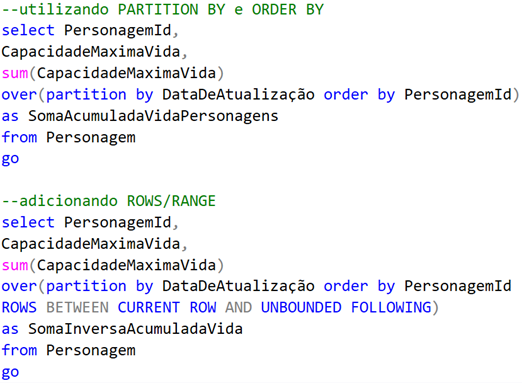 --utilizando PARTITION BY e ORDER BY
select PersonagemId,
CapacidadeMaximaVida,
sum(CapacidadeMaximaVida)
over(partition by DataDeAtualização order by PersonagemId)
as SomaAcumuladaVidaPersonagens
from Personagem
go

--adicionando ROWS/RANGE
select PersonagemId,
CapacidadeMaximaVida,
sum(CapacidadeMaximaVida)
over(partition by DataDeAtualização order by PersonagemId
ROWS BETWEEN CURRENT ROW AND UNBOUNDED FOLLOWING)
as SomaInversaAcumuladaVida
from Personagem
go